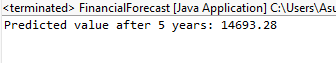 <terminated> FinancialForecast [Java Application] C:\Users\Asu
Predicted value after 5 years: 14693.28